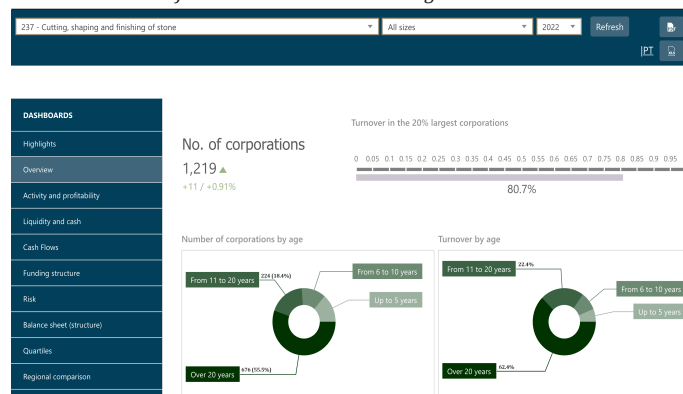 237 - Cutting, shaping and finishing of stone
All sizes
2022
Refresh
|PT
DASHBOARDS
Highlights
Overview
Activity and profitability
Liquidity and cash
Cash Flows
Funding structure
Risk
Balance sheet (structure)
Quartiles
Regional comparison
No. of corporations
1,219
+11 / +0.91%
Turnover in the 20% largest corporations
0 0.05 0.1 0.15 0.2 0.25 0.3 0.35 0.4 0.45 0.5 0.55 0.6 0.65 0.7 0.75 0.8 0.85 0.9 0.95
80.7%
Number of corporations by age
From 11 to 20 years 224 (18.4%)
From 6 to 10 years
Up to 5 years
Over 20 years 676 (55.5%)
Turnover by age
From 11 to 20 years 22.4%
From 6 to 10 years
Up to 5 years
Over 20 years 62.4%